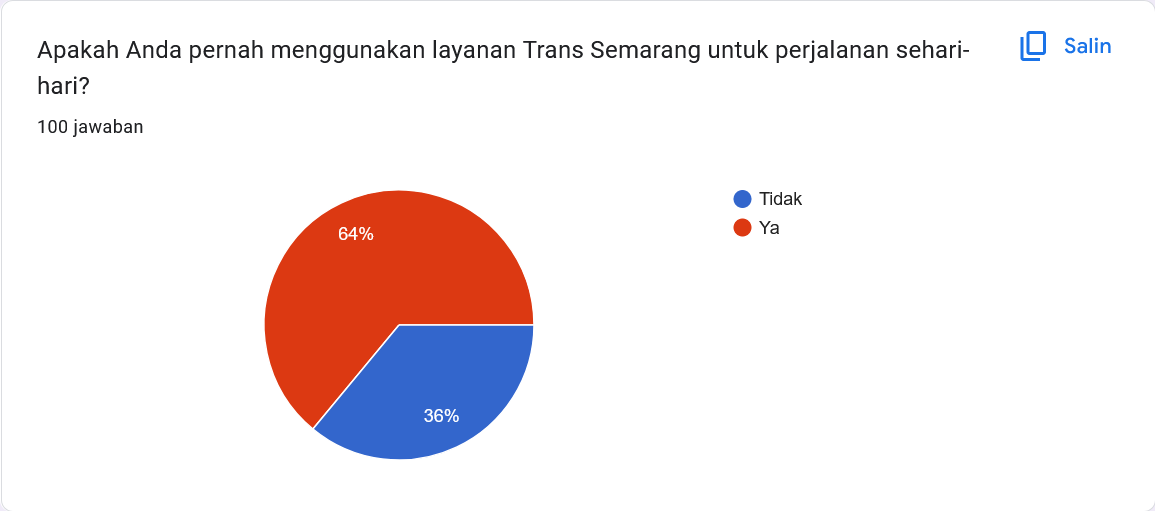 Apakah Anda pernah menggunakan layanan Trans Semarang untuk perjalanan sehari-
hari?
Salin
100 jawaban
Tidak
Ya
64%
36%